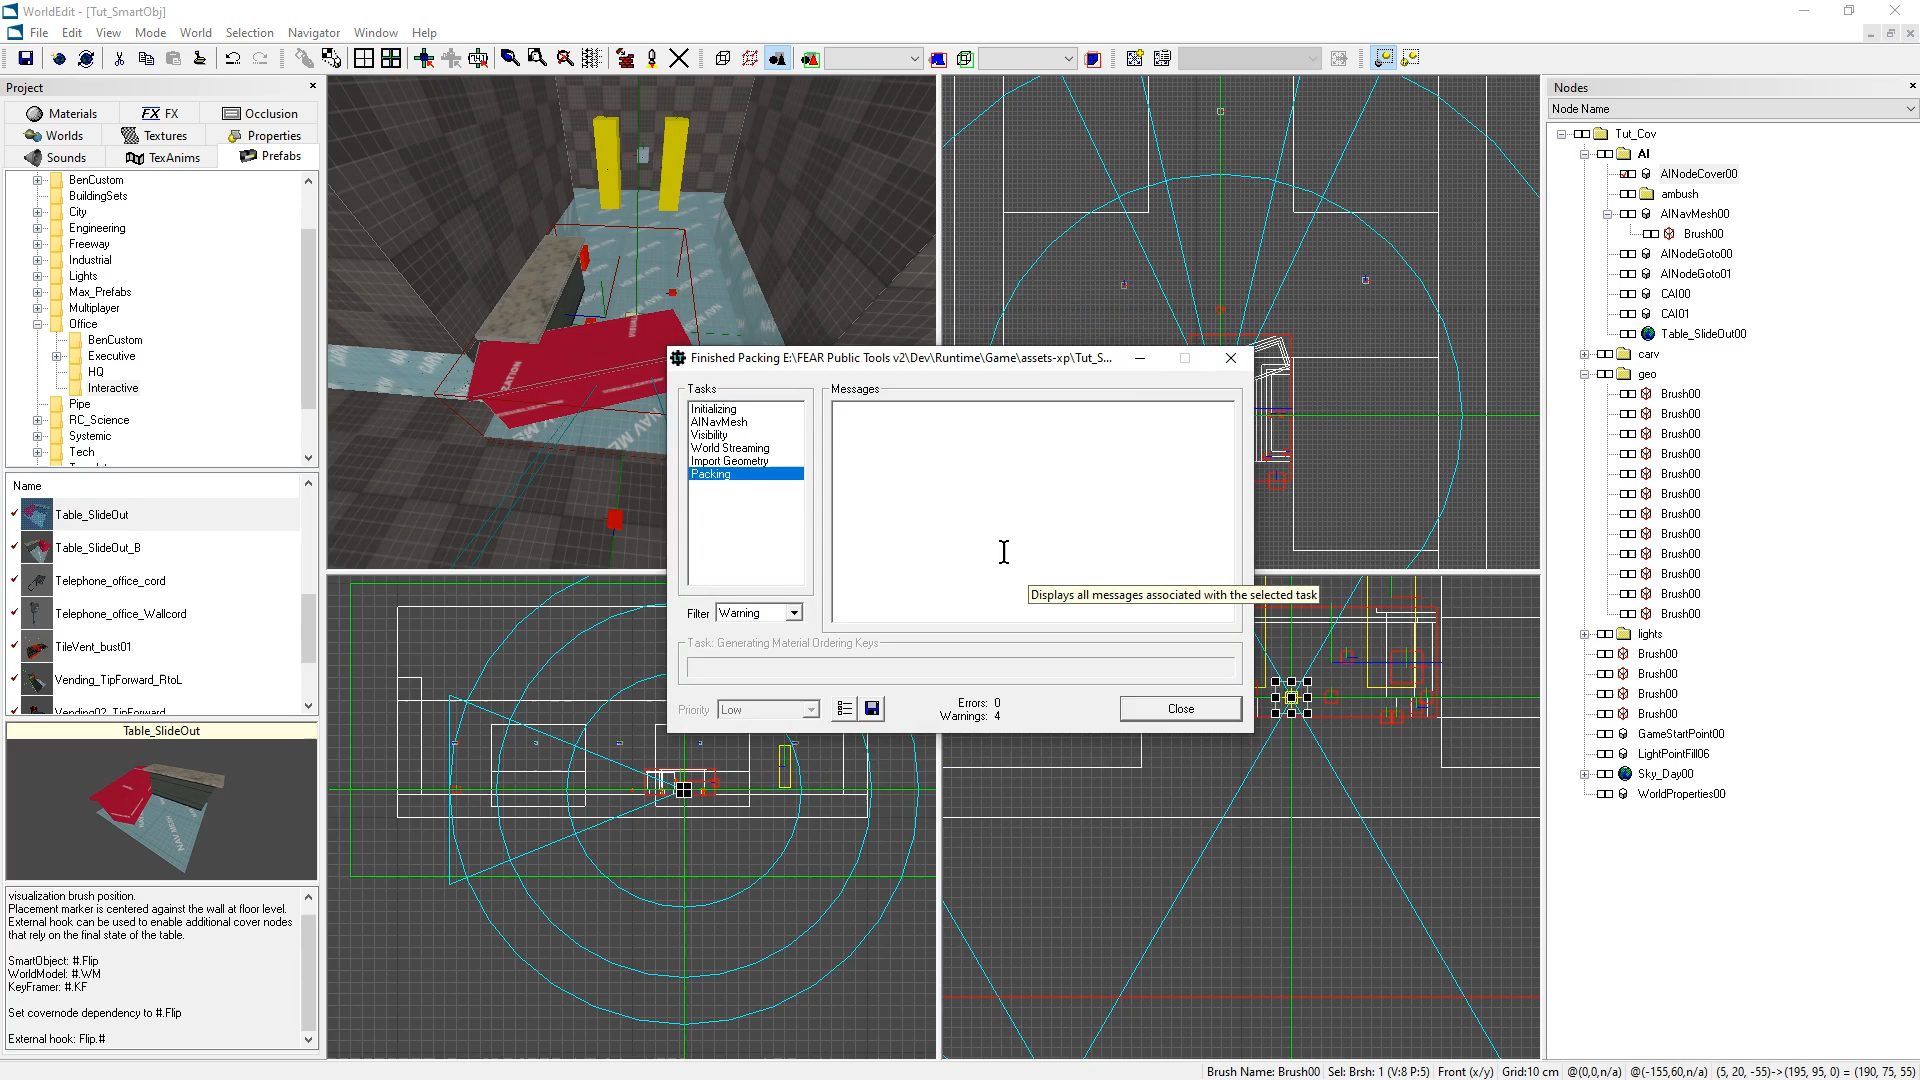 WorldEdit - [Tut_SmartObj]
File Edit View Mode World Selection Navigator Window Help
Project
Materials FX FX Occlusion
Worlds Textures Properties
Sounds TexAnims Prefabs
BenCustom
BuildingSets
City
Engineering
Freeway
Industrial
Lights
Max_Prefabs
Multiplayer
Office
BenCustom
Executive
HQ
Interactive
Pipe
RC_Science
Systemic
Tech
Name
Table_SlideOut
Table_SlideOut_B
Telephone_office_cord
Telephone_office_Wallcord
TileVent_bust01
Vending_TipForward_RtoL
Vending02_TipForward
Table_SlideOut
NAV MESH
visualization brush position.
Placement marker is centered against the wall at floor level.
External hook can be used to enable additional cover nodes
that rely on the final state of the table.
SmartObject: #.Flip
WorldModel: #.WM
KeyFramer: #.KF
Set covernode dependency to #.Flip
External hook: Flip.#
NAV MESH
Finished Packing E:\FEAR Public Tools v2\Dev\Runtime\Game\assets-xp\Tut_S...
Tasks
Initializing
AINavMesh
Visibility
World Streaming
Import Geometry
Packing
Messages
Displays all messages associated with the selected task
Filter Warning
Task: Generating Material Ordering Keys
Priority Low
Errors: 0
Warnings: 4
Close
Nodes
Node Name
Tut_Cov
AI
AINodeCover00
ambush
AINavMesh00
Brush00
AINodeGoto00
AINodeGoto01
CAI00
CAI01
Table_SlideOut00
carv
geo
Brush00
Brush00
Brush00
Brush00
Brush00
Brush00
Brush00
Brush00
Brush00
Brush00
Brush00
Brush00
lights
Brush00
Brush00
Brush00
Brush00
GameStartPoint00
LightPointFill06
Sky_Day00
WorldProperties00
Brush Name: Brush00 Sel: Brsh: 1 (V:8 P:5) Front (x/y) Grid:10 cm @(0,0,n/a) @(-155,60,n/a) (5, 20, -55)->(195, 95, 0) = (190, 75, 55)